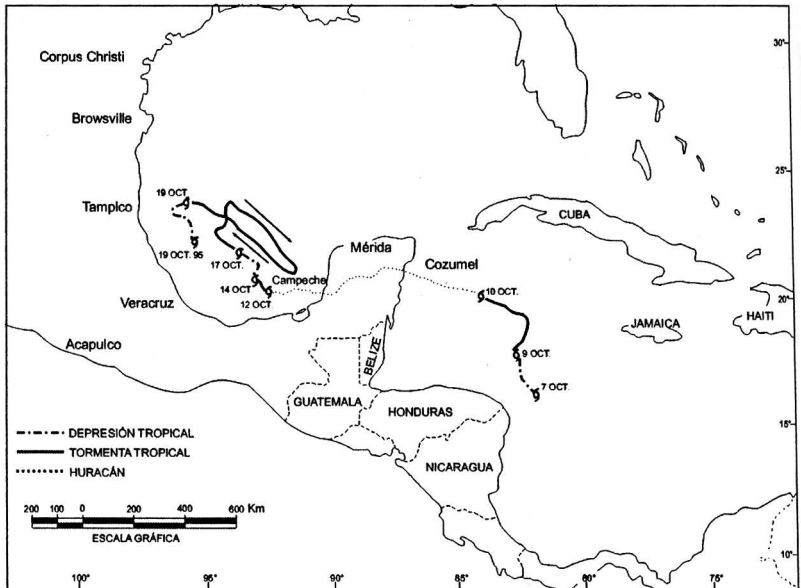 30°
Corpus Christi
Browsville
25°
Tampico
19 OCT.
CUBA
19 OCT. 95
17 OCT.
Mérida
Cozumel
14 OCT
Campeche
12 OCT.
10 OCT.
20°
Veracruz
JAMAICA
HAITI
Acapulco
BELIZE
9 OCT.
7 OCT.
GUATEMALA
HONDURAS
15°
NICARAGUA
DEPRESIÓN TROPICAL
TORMENTA TROPICAL
HURACÁN
200 100 0 200 400 600 Km
ESCALA GRÁFICA
10°
100° 95° 90° 85° 80° 75°